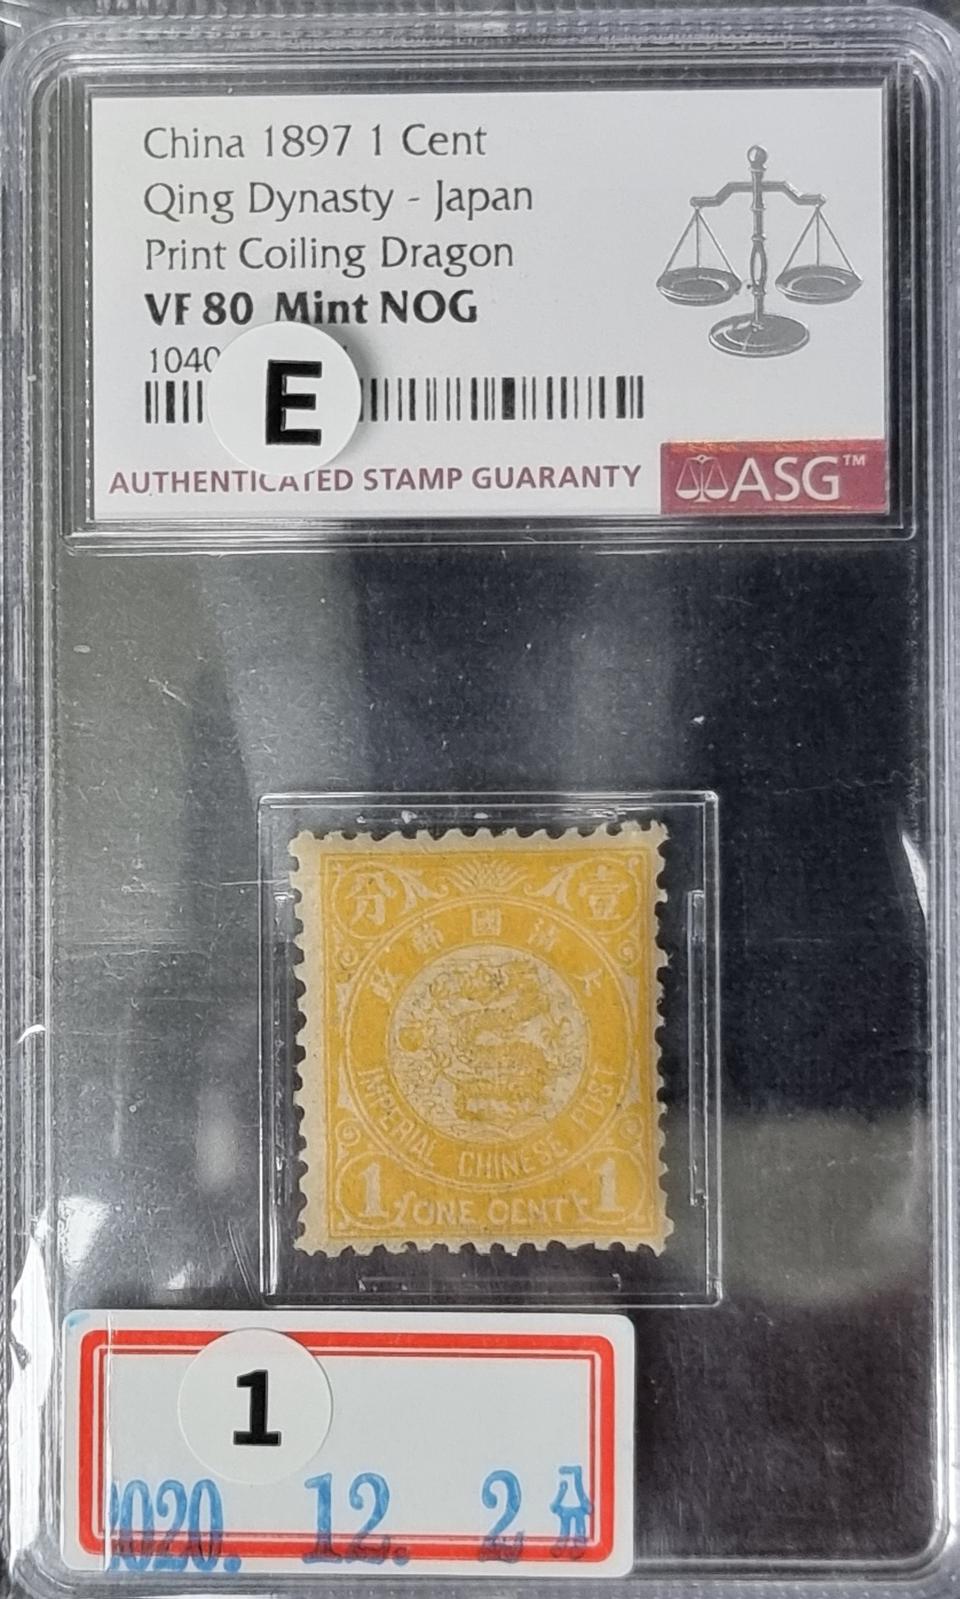 China 1897 1 Cent
Qing Dynasty - Japan
Print Coiling Dragon
VF 80 Mint NOG
1040
E
AUTHENTICATED STAMP GUARANTY
ASG™
分 壹
大清國郵政
IMPERIAL CHINESE POST
1 ONE CENT 1
1
2020. 12. 2